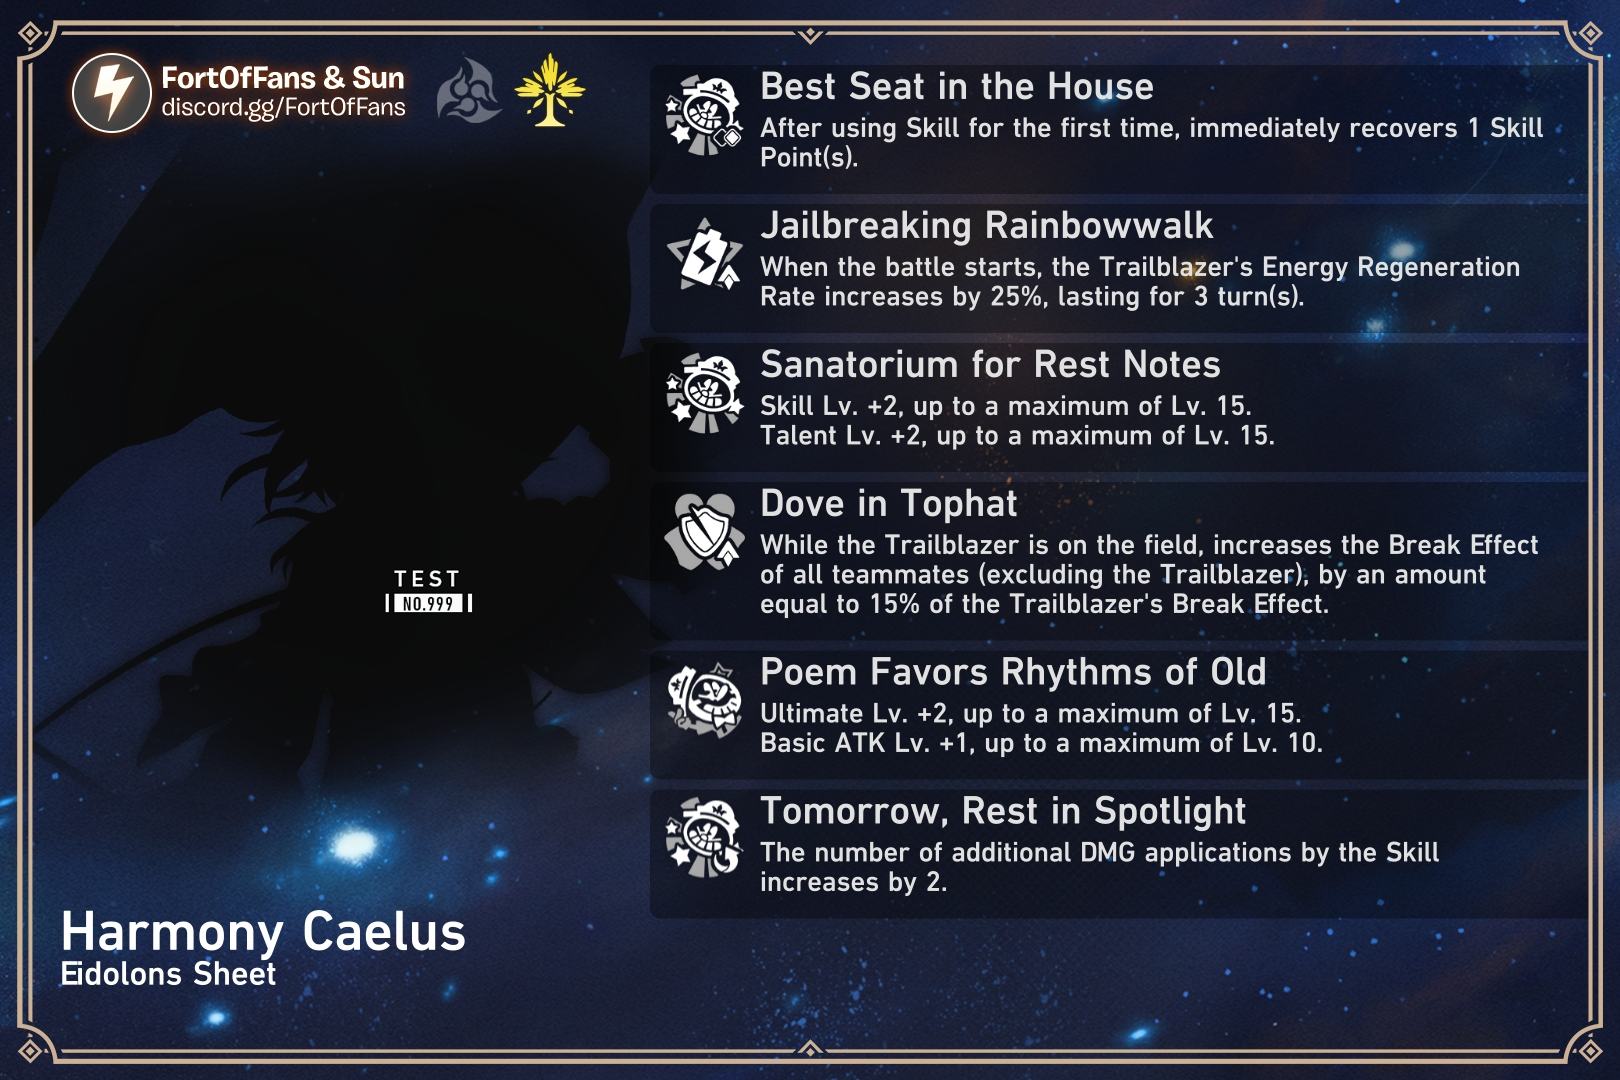 FortOfFans & Sun
discord.gg/FortOfFans
Best Seat in the House
After using Skill for the first time, immediately recovers 1 Skill
Point(s).
Jailbreaking Rainbowwalk
When the battle starts, the Trailblazer's Energy Regeneration
Rate increases by 25%, lasting for 3 turn(s).
Sanatorium for Rest Notes
Skill Lv. +2, up to a maximum of Lv. 15.
Talent Lv. +2, up to a maximum of Lv. 15.
Dove in Tophat
While the Trailblazer is on the field, increases the Break Effect
of all teammates (excluding the Trailblazer), by an amount
equal to 15% of the Trailblazer's Break Effect.
Poem Favors Rhythms of Old
Ultimate Lv. +2, up to a maximum of Lv. 15.
Basic ATK Lv. +1, up to a maximum of Lv. 10.
Tomorrow, Rest in Spotlight
The number of additional DMG applications by the Skill
increases by 2.
TEST
NO.999
Harmony Caelus
Eidolons Sheet